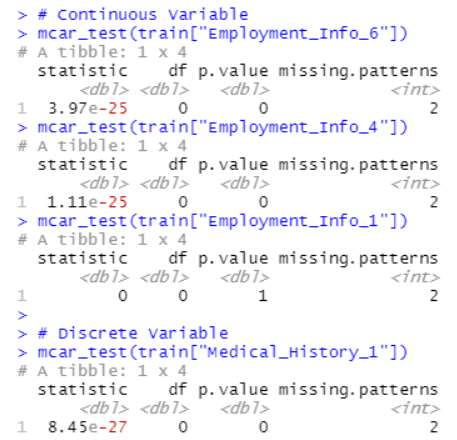 > # Continuous Variable
> mcar_test(train["Employment_Info_6"])
# A tibble: 1 x 4
  statistic    df p.value missing.patterns
      <dbl> <dbl>   <dbl>            <int>
1  3.97e-25     0       0                2
> mcar_test(train["Employment_Info_4"])
# A tibble: 1 x 4
  statistic    df p.value missing.patterns
      <dbl> <dbl>   <dbl>            <int>
1  1.11e-25     0       0                2
> mcar_test(train["Employment_Info_1"])
# A tibble: 1 x 4
  statistic    df p.value missing.patterns
      <dbl> <dbl>   <dbl>            <int>
1         0     0       1                2
>
> # Discrete Variable
> mcar_test(train["Medical_History_1"])
# A tibble: 1 x 4
  statistic    df p.value missing.patterns
      <dbl> <dbl>   <dbl>            <int>
1  8.45e-27     0       0                2